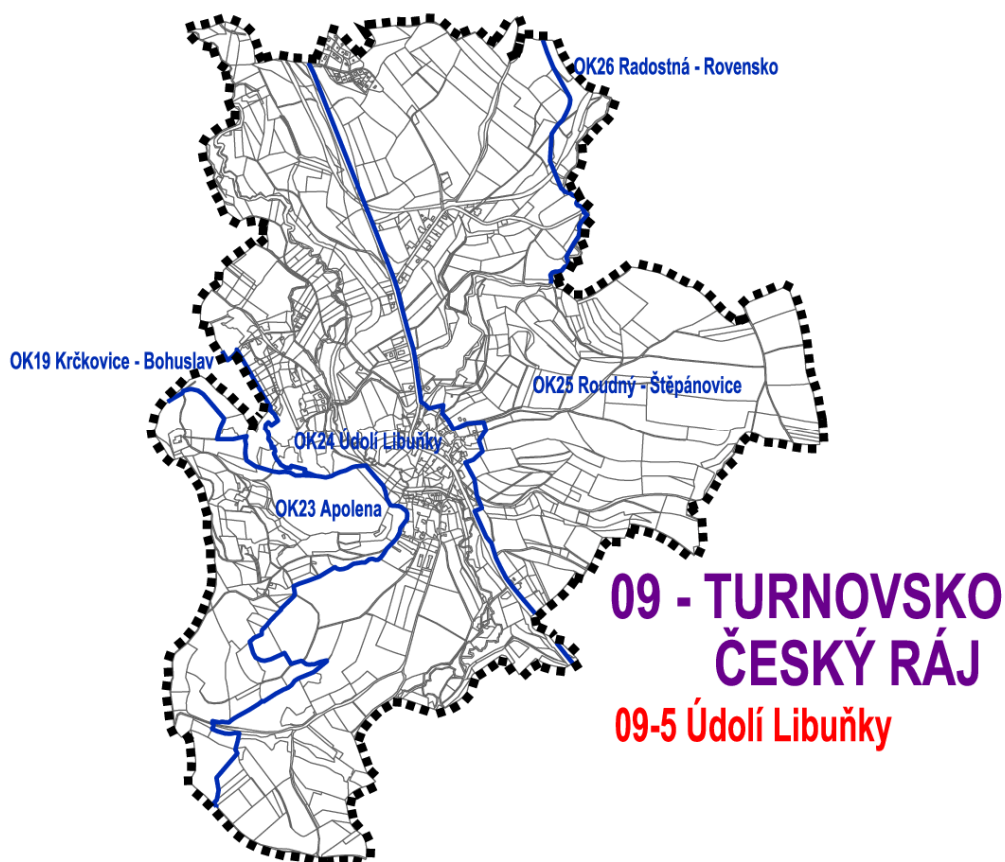 OK26 Radostná - Rovensko
OK19 Krčkovice - Bohuslav
OK25 Roudný - Štěpánovice
OK24 Údolí Libuňky
OK23 Apolena
09 - TURNOVSKO
ČESKÝ RÁJ
09-5 Údolí Libuňky